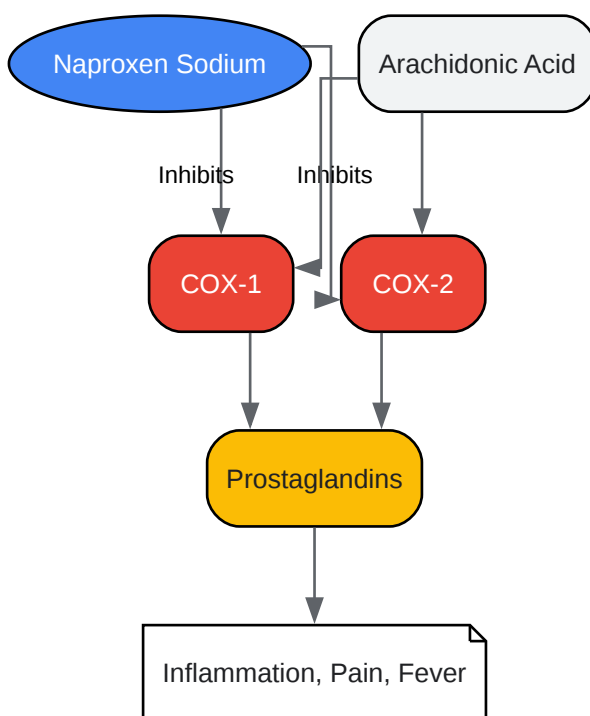 Naproxen Sodium
Arachidonic Acid
Inhibits
Inhibits
COX-1
COX-2
Prostaglandins
Inflammation, Pain, Fever